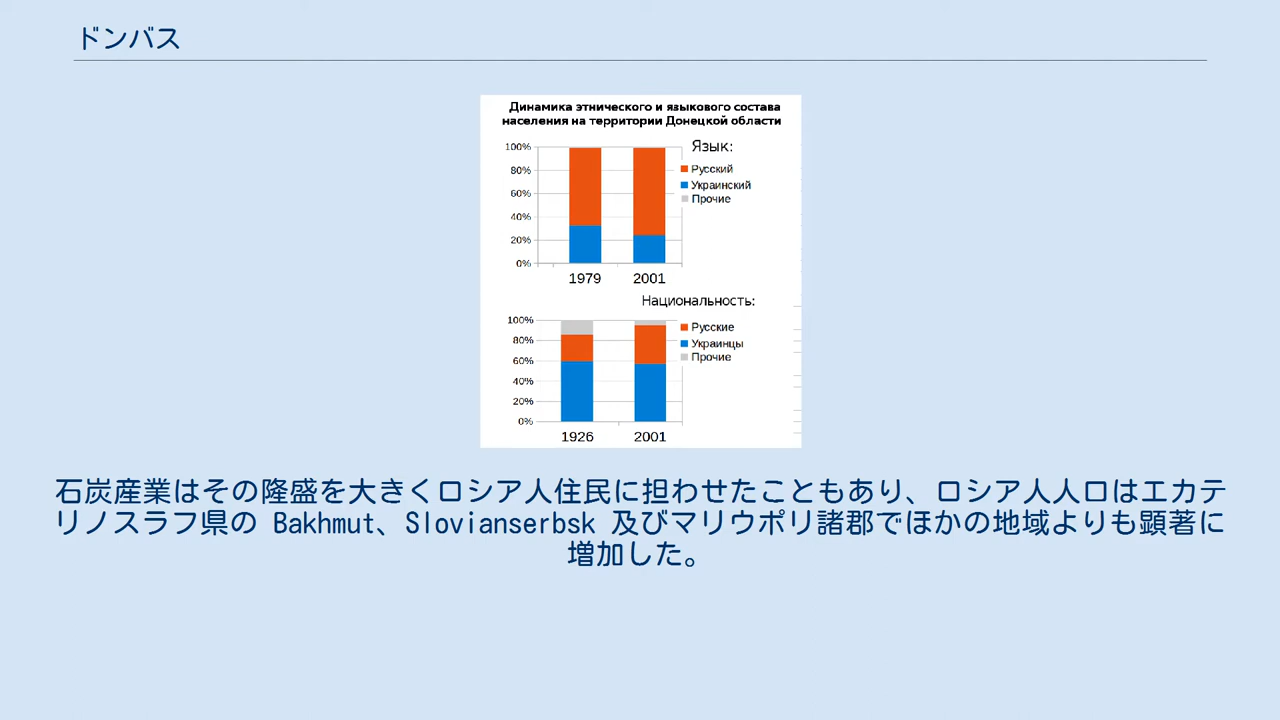 ドンバス
Динамика этнического и языкового состава
населения на территории Донецкой области
Язык:
100%
80%
60%
40%
20%
0%
Русский
Украинский
Прочие
1979 2001
Национальность:
100%
80%
60%
40%
20%
0%
Русские
Украинцы
Прочие
1926 2001
石炭産業はその隆盛を大きくロシア人住民に担わせたこともあり、ロシア人人口はエカテ
リノスラフ県の Bakhmut、Slovianserbsk 及びマリウポリ諸郡でほかの地域よりも顕著に
増加した。